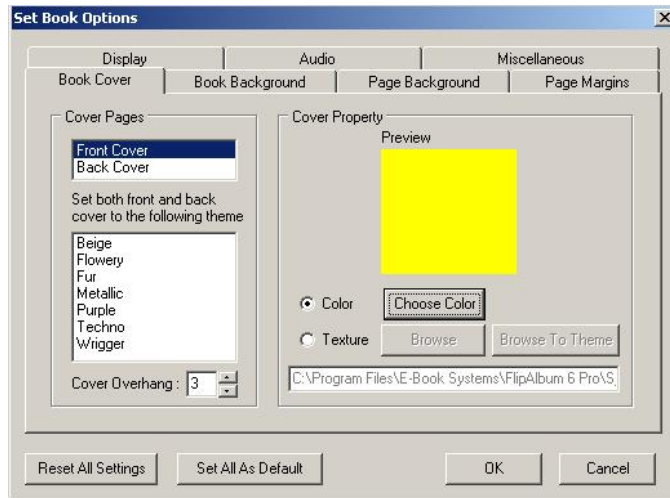 Set Book Options
Display Audio Miscellaneous
Book Cover Book Background Page Background Page Margins
Cover Pages
Front Cover
Back Cover
Set both front and back
cover to the following theme
Beige
Flowery
Fur
Metallic
Purple
Techno
Wrigger
Cover Overhang : 3
Cover Property
Preview
Color Choose Color
Texture Browse Browse To Theme
C:\Program Files\E-Book Systems\FlipAlbum 6 Pro\S
Reset All Settings Set All As Default OK Cancel